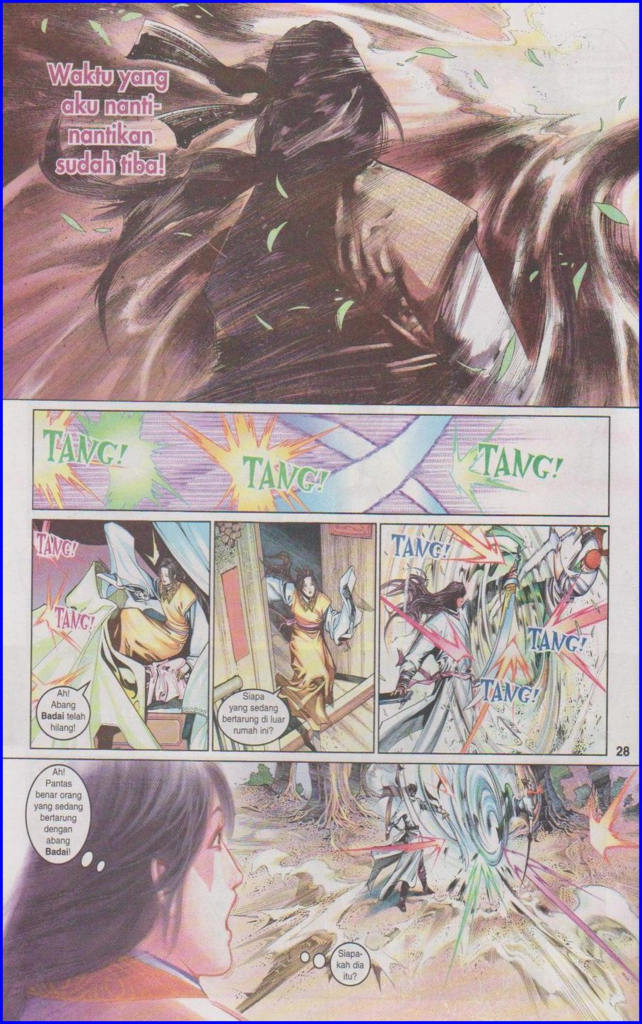 Waktu yang
aku nanti-
nantikan
sudah tiba!
TANG!
TANG!
TANG!
TANG!
TANG!
Ah!
Abang
Badai telah
hilang!
Siapa
yang sedang
bertarung di luar
rumah ini?
TANG!
TANG!
TANG!
28
Ah!
Pantas
benar orang
yang sedang
bertarung
dengan
abang
Badai!
Siapa-
kah dia
itu?